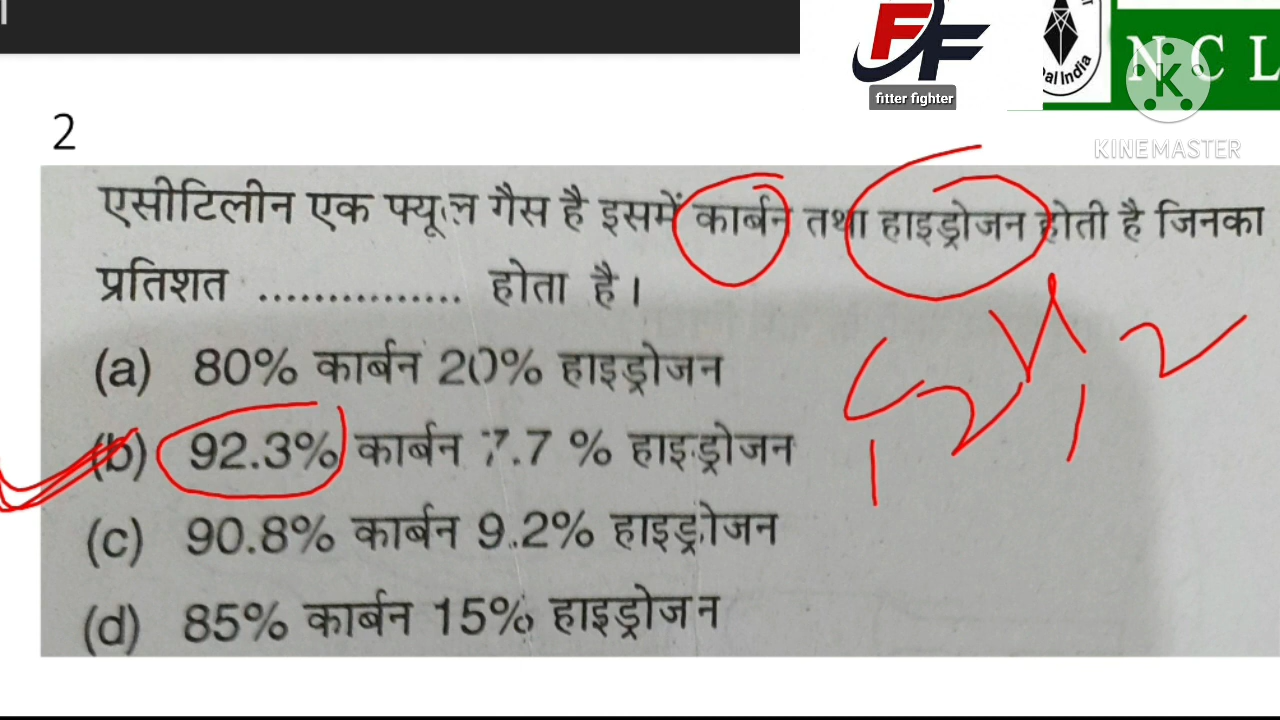 fitter fighter
al India
N C L
K
KINEMASTER
2
एसीटिलीन एक फ्यूल गैस है इसमें कार्बन तथा हाइड्रोजन होती है जिनका
प्रतिशत ............... होता है।
(a) 80% कार्बन 20% हाइड्रोजन
(b) 92.3% कार्बन 7.7 % हाइड्रोजन
(c) 90.8% कार्बन 9.2% हाइड्रोजन
(d) 85% कार्बन 15% हाइड्रोजन